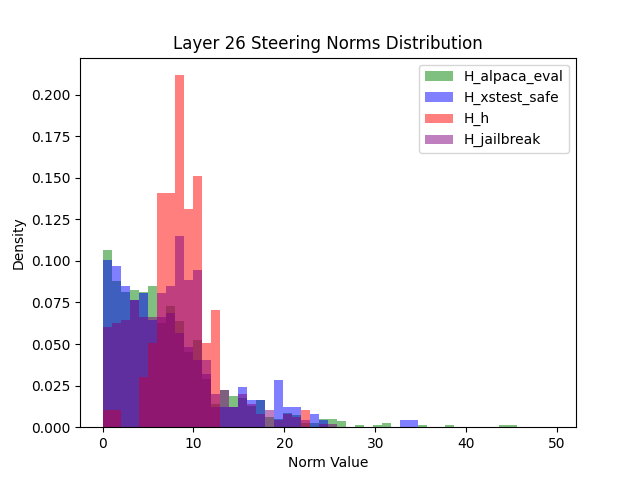 Layer 26 Steering Norms Distribution
H_alpaca_eval
H_xstest_safe
H_h
H_jailbreak
Density
0.200
0.175
0.150
0.125
0.100
0.075
0.050
0.025
0.000
0 10 20 30 40 50
Norm Value